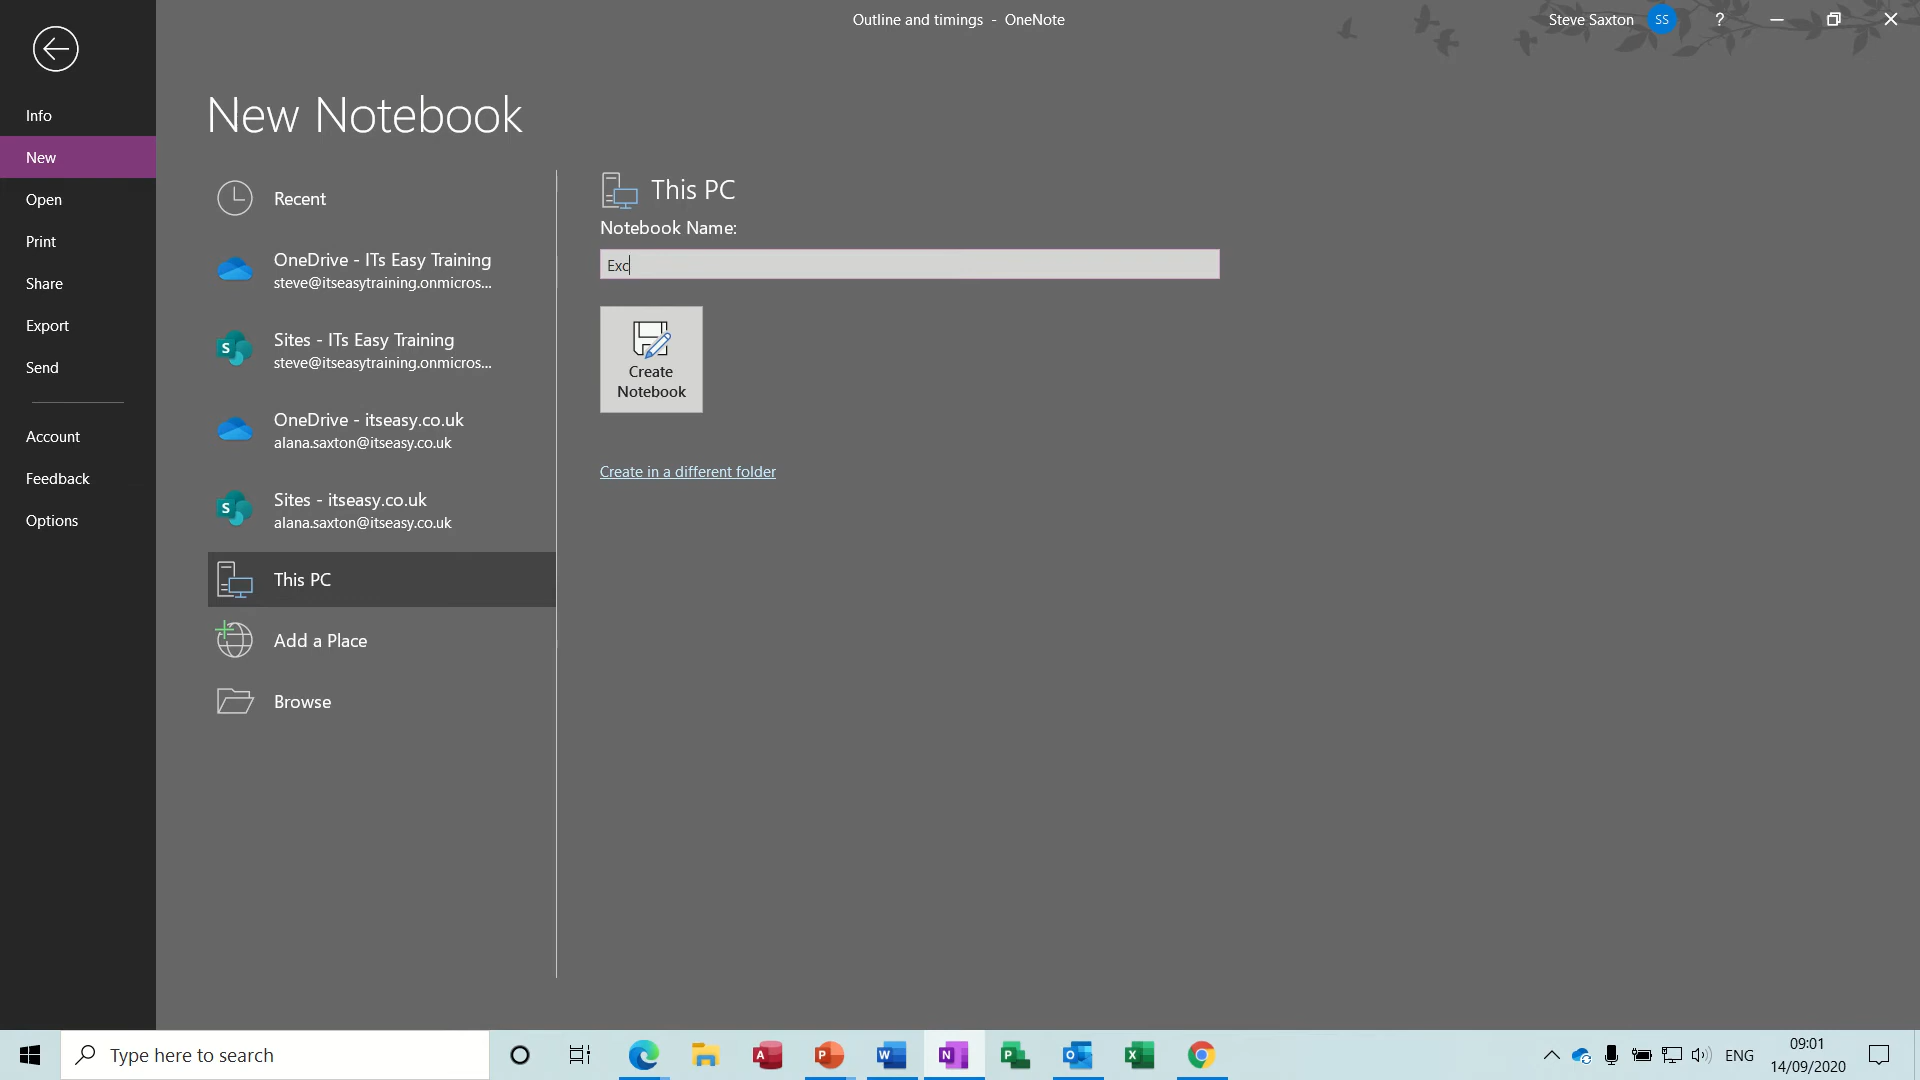 Outline and timings - OneNote
Steve Saxton SS ?
Info
New
Open
Print
Share
Export
Send
Account
Feedback
Options
New Notebook
Recent
OneDrive - ITs Easy Training
steve@itseasytraining.onmicros...
Sites - ITs Easy Training
steve@itseasytraining.onmicros...
OneDrive - itseasy.co.uk
alana.saxton@itseasy.co.uk
Sites - itseasy.co.uk
alana.saxton@itseasy.co.uk
This PC
Add a Place
Browse
This PC
Notebook Name:
Exc
Create
Notebook
Create in a different folder
Type here to search
ENG
09:01
14/09/2020